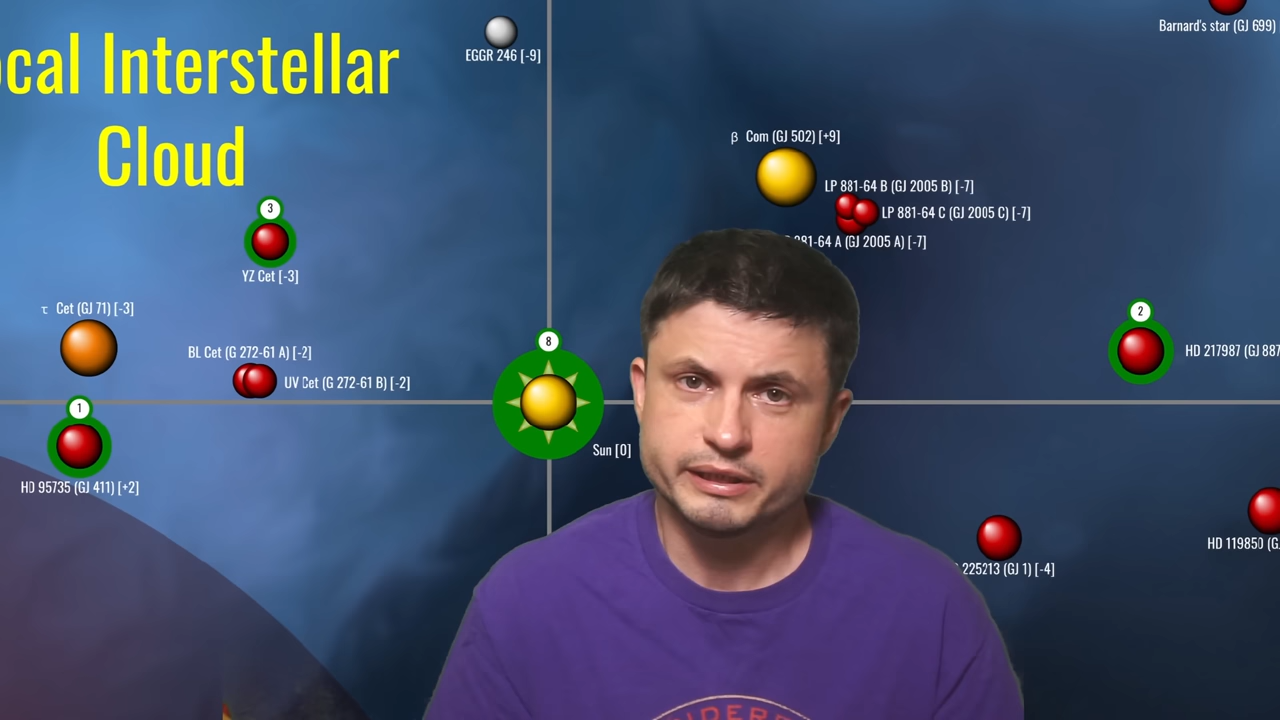 ocal Interstellar
Cloud
EGGR 246 [-9]
Barnard's star (GJ 699)
β Com (GJ 502) [+9]
LP 881-64 B (GJ 2005 B) [-7]
LP 881-64 C (GJ 2005 C) [-7]
881-64 A (GJ 2005 A) [-7]
3
YZ Cet [-3]
τ Cet (GJ 71) [-3]
2
HD 217987 (GJ 887
BL Cet (G 272-61 A) [-2]
UV Cet (G 272-61 B) [-2]
8
1
Sun [0]
HD 95735 (GJ 411) [+2]
HD 119850 (G
225213 (GJ 1) [-4]